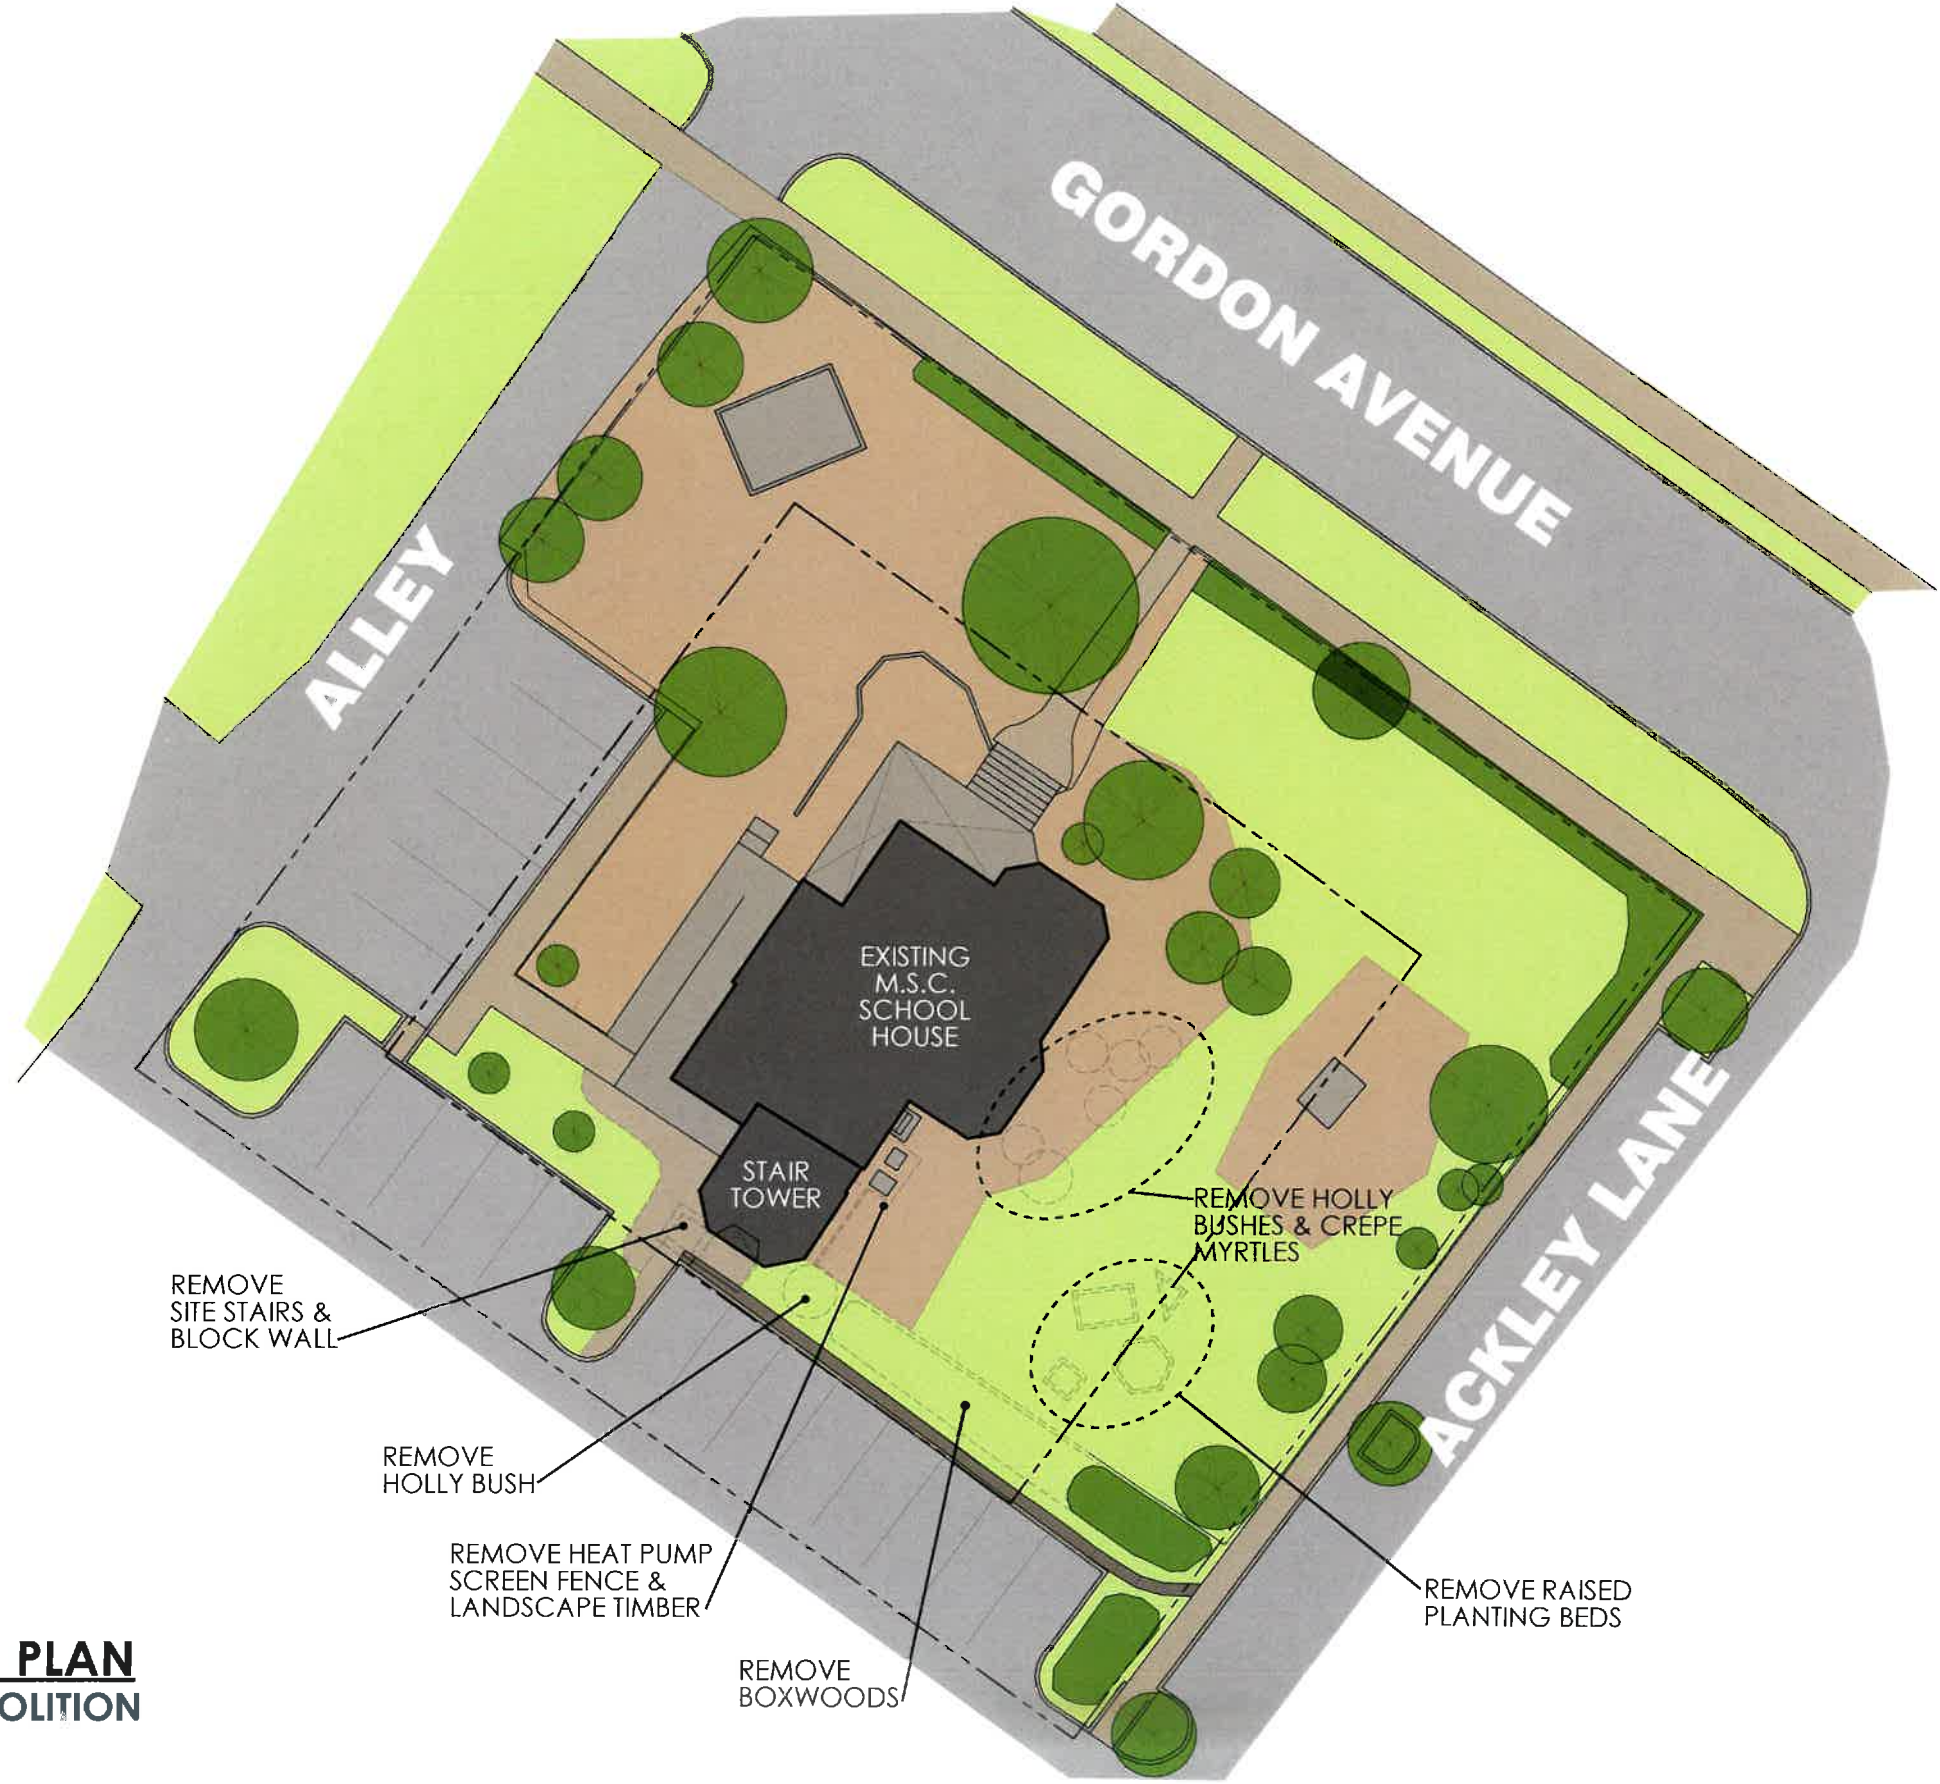 GORDON AVENUE
ALLEY
EXISTING
M.S.C.
SCHOOL
HOUSE
STAIR
TOWER
REMOVE HOLLY
BUSHES & CREPE
MYRTLES
ACKLEY LANE
REMOVE
SITE STAIRS &
BLOCK WALL
REMOVE
HOLLY BUSH
REMOVE HEAT PUMP
SCREEN FENCE &
LANDSCAPE TIMBER
REMOVE RAISED
PLANTING BEDS
REMOVE
BOXWOODS
PLAN
OLITION